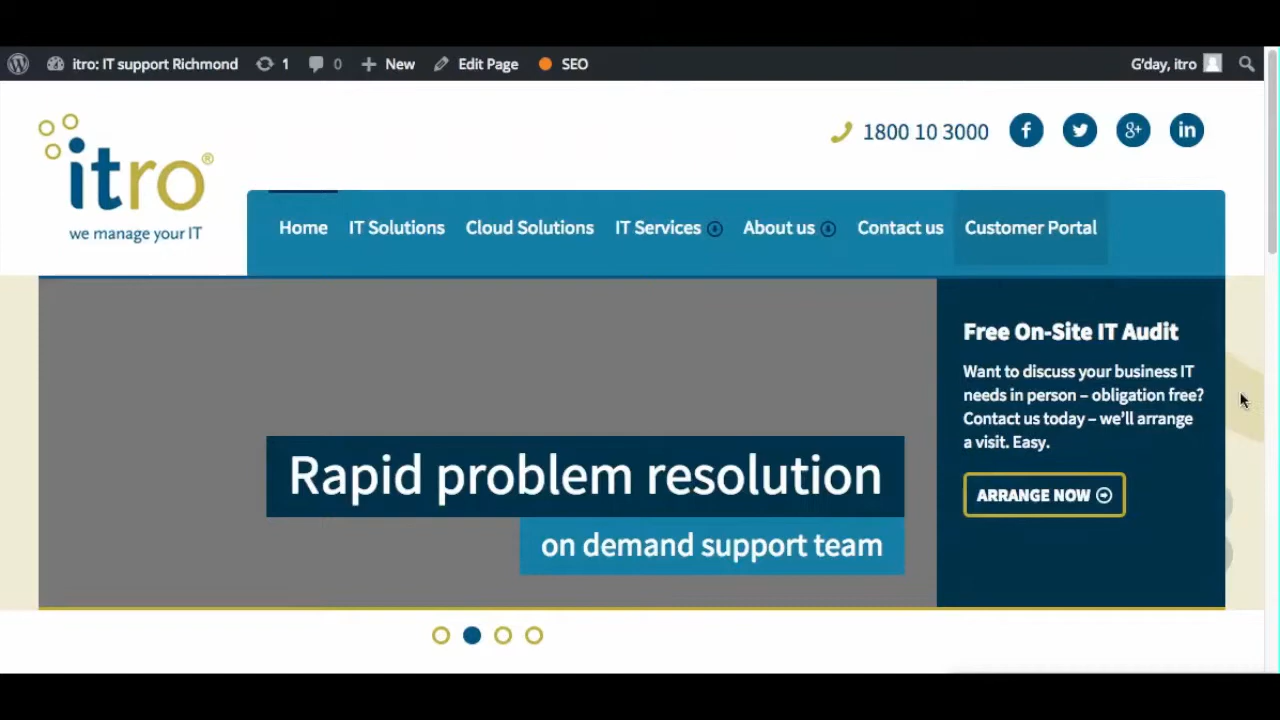 itro: IT support Richmond 1 0 New Edit Page SEO G'day, itro
itro®
we manage your IT
1800 10 3000 f g+ in
Home IT Solutions Cloud Solutions IT Services About us Contact us Customer Portal
Rapid problem resolution
on demand support team
Free On-Site IT Audit
Want to discuss your business IT
needs in person – obligation free?
Contact us today – we'll arrange
a visit. Easy.
ARRANGE NOW